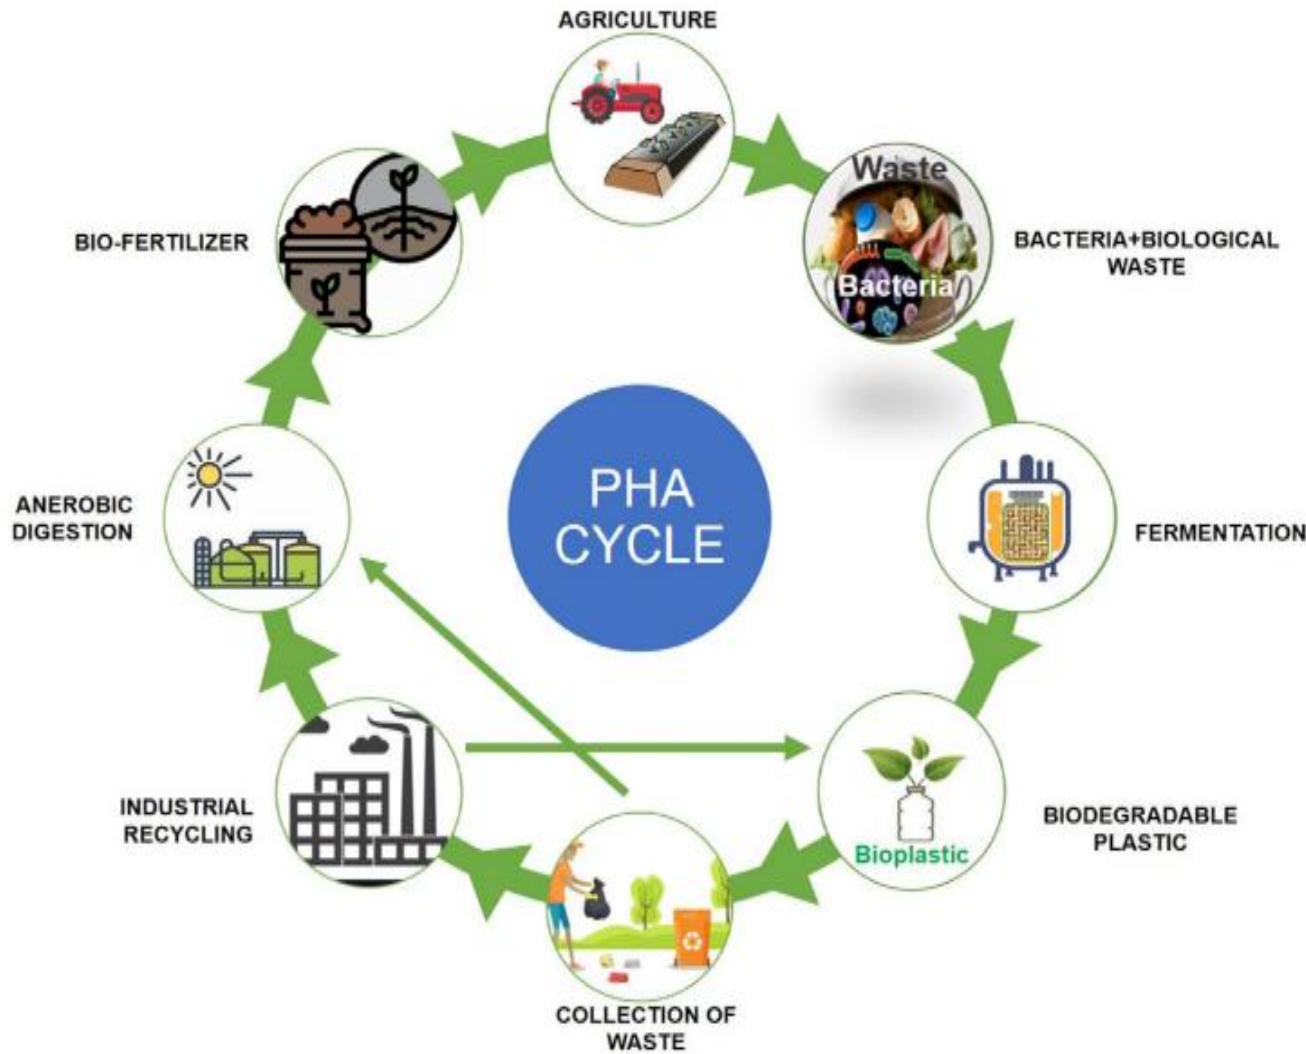 AGRICULTURE
Waste
Bacteria
BACTERIA+BIOLOGICAL
WASTE
BIO-FERTILIZER
PHA
CYCLE
ANEROBIC
DIGESTION
FERMENTATION
INDUSTRIAL
RECYCLING
Bioplastic
BIODEGRADABLE
PLASTIC
COLLECTION OF
WASTE